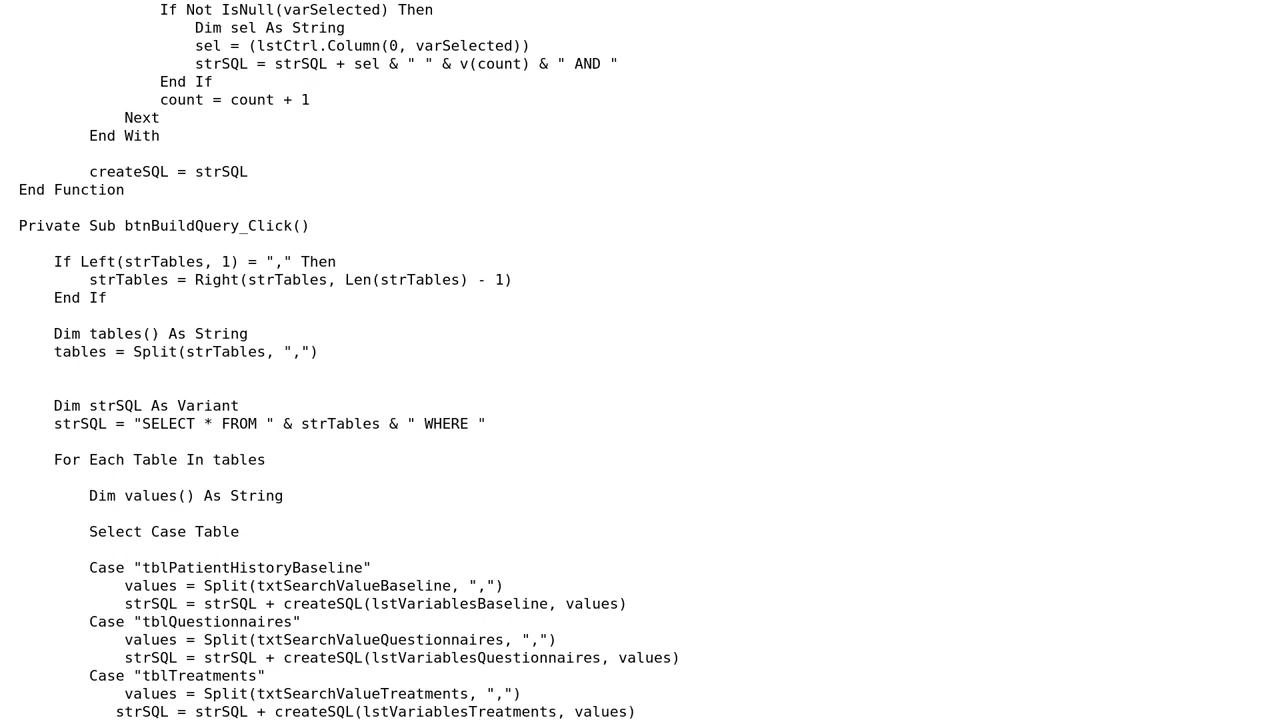 If Not IsNull(varSelected) Then
Dim sel As String
sel = (lstCtrl.Column(0, varSelected))
strSQL = strSQL + sel & " " & v(count) & " AND "
End If
count = count + 1
Next
End With
createSQL = strSQL
End Function
Private Sub btnBuildQuery_Click()
If Left(strTables, 1) = "," Then
strTables = Right(strTables, Len(strTables) - 1)
End If
Dim tables() As String
tables = Split(strTables, ",")
Dim strSQL As Variant
strSQL = "SELECT * FROM " & strTables & " WHERE "
For Each Table In tables
Dim values() As String
Select Case Table
Case "tblPatientHistoryBaseline"
values = Split(txtSearchValueBaseline, ",")
strSQL = strSQL + createSQL(lstVariablesBaseline, values)
Case "tblQuestionnaires"
values = Split(txtSearchValueQuestionnaires, ",")
strSQL = strSQL + createSQL(lstVariablesQuestionnaires, values)
Case "tblTreatments"
values = Split(txtSearchValueTreatments, ",")
strSQL = strSQL + createSQL(lstVariablesTreatments, values)